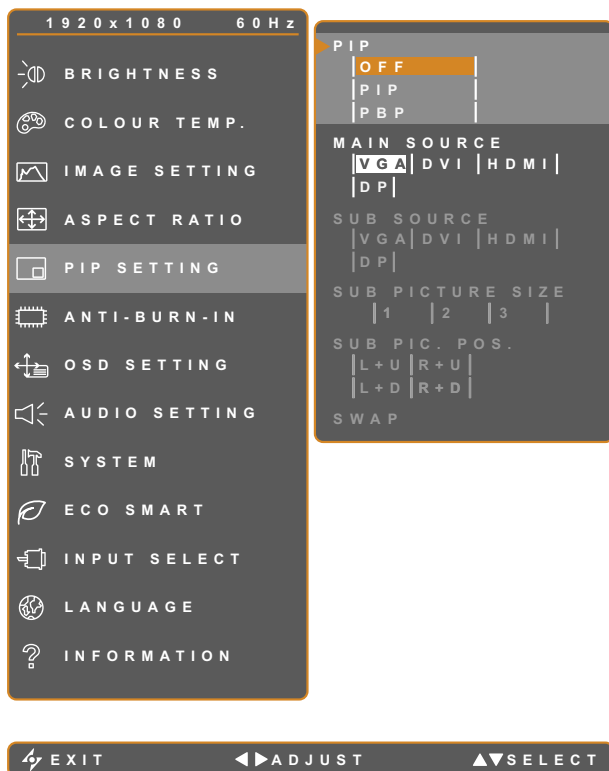 1920x1080 60Hz
BRIGHTNESS
COLOUR TEMP.
IMAGE SETTING
ASPECT RATIO
PIP SETTING
ANTI-BURN-IN
OSD SETTING
AUDIO SETTING
SYSTEM
ECO SMART
INPUT SELECT
LANGUAGE
INFORMATION
PIP
OFF
PIP
PBP
MAIN SOURCE
VGA DVI HDMI
DP
SUB SOURCE
VGA DVI HDMI
DP
SUB PICTURE SIZE
1 2 3
SUB PIC. POS.
L+U R+U
L+D R+D
SWAP
EXIT ADJUST SELECT